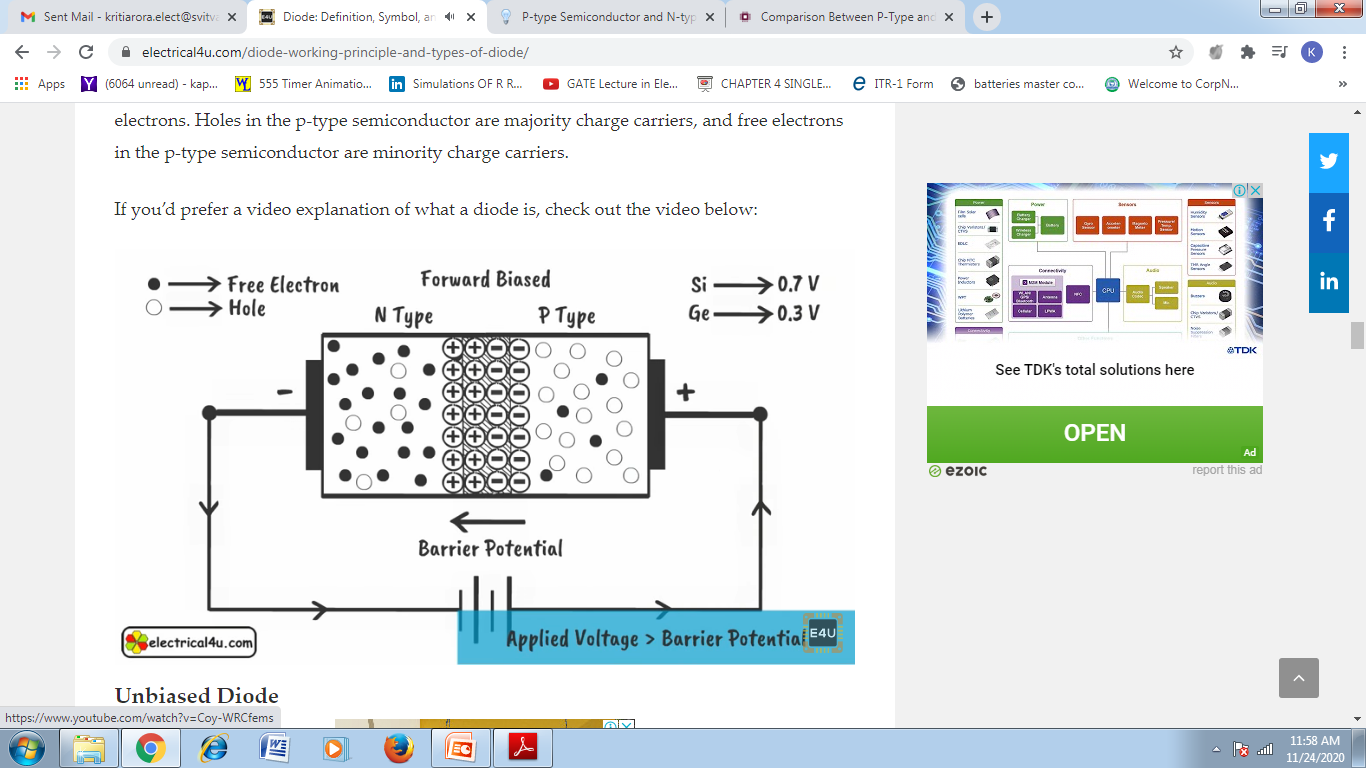 Sent Mail - kritiarora.elect@svitva
Diode: Definition, Symbol, an
P-type Semiconductor and N-typ
Comparison Between P-Type and
electrical4u.com/diode-working-principle-and-types-of-diode/
K
Apps
(6064 unread) - kap...
555 Timer Animatio...
Simulations OF R R...
GATE Lecture in Ele...
CHAPTER 4 SINGLE...
ITR-1 Form
batteries master co...
Welcome to CorpN...
»
electrons. Holes in the p-type semiconductor are majority charge carriers, and free electrons
in the p-type semiconductor are minority charge carriers.
If you'd prefer a video explanation of what a diode is, check out the video below:
Free Electron
Hole
Forward Biased
Si 0.7 V
Ge 0.3 V
N Type
P Type
-
+
Barrier Potential
Applied Voltage > Barrier Potential
E4U
electrical4u.com
Unbiased Diode
Power
Sensors
Connectivity
Audio
CPU
NFC
TDK
See TDK's total solutions here
OPEN
Ad
ezoic
report this ad
https://www.youtube.com/watch?v=Coy-WRCfems
11:58 AM
11/24/2020